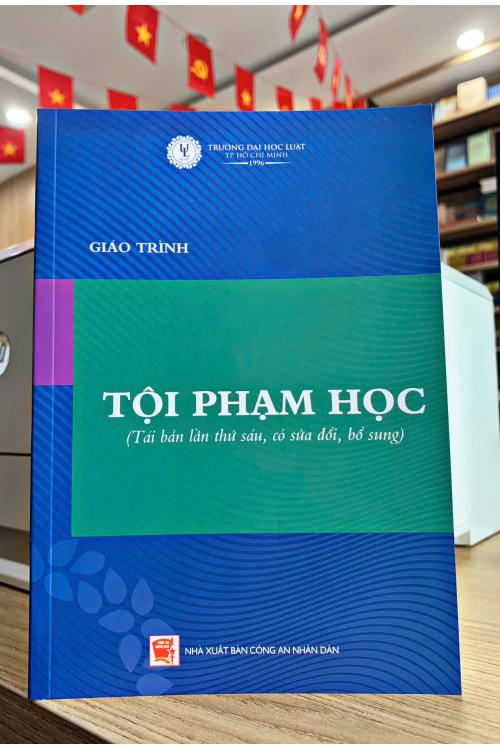 TRƯỜNG ĐẠI HỌC LUẬT
TP. HỒ CHÍ MINH
1996
GIÁO TRÌNH
TỘI PHẠM HỌC
(Tái bản lần thứ sáu, có sửa đổi, bổ sung)
NHÀ XUẤT BẢN CÔNG AN NHÂN DÂN